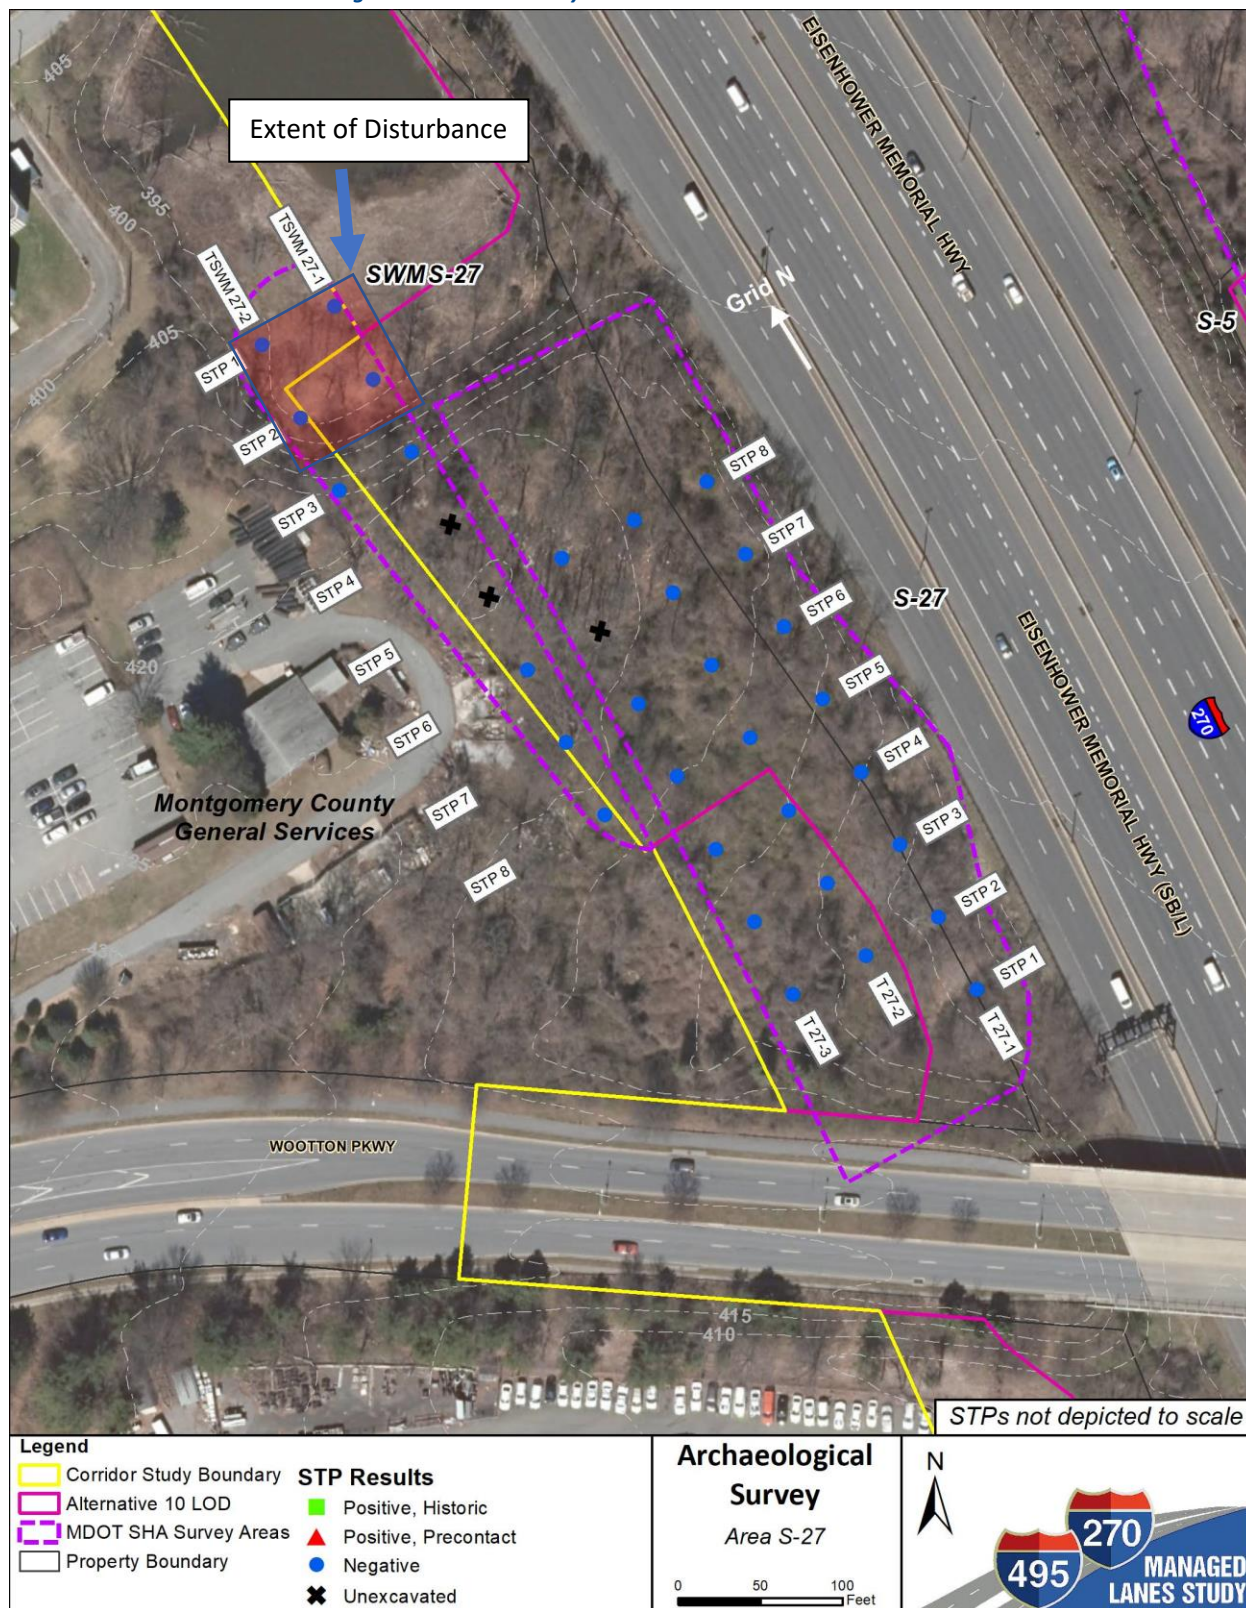 405
Extent of Disturbance
395
400
TSWM 27-1
TSWM 27-2
SWMS-27
EISENHOWER MEMORIAL HWY
Grid N
S-5
405
400
STP 1
STP 2
STP 3
STP 4
STP 5
STP 6
STP 7
STP 8
STP 8
STP 7
STP 6
STP 5
STP 4
STP 3
STP 2
STP 1
S-27
EISENHOWER MEMORIAL HWY (SB/L)
270
420
Montgomery County
General Services
T 27-3
T 27-2
T 27-1
WOOTTON PKWY
415
410
STPs not depicted to scale
Legend
Corridor Study Boundary
Alternative 10 LOD
MDOT SHA Survey Areas
Property Boundary
STP Results
Positive, Historic
Positive, Precontact
Negative
Unexcavated
Archaeological
Survey
Area S-27
0 50 100
Feet
N
495
270
MANAGED
LANES STUDY